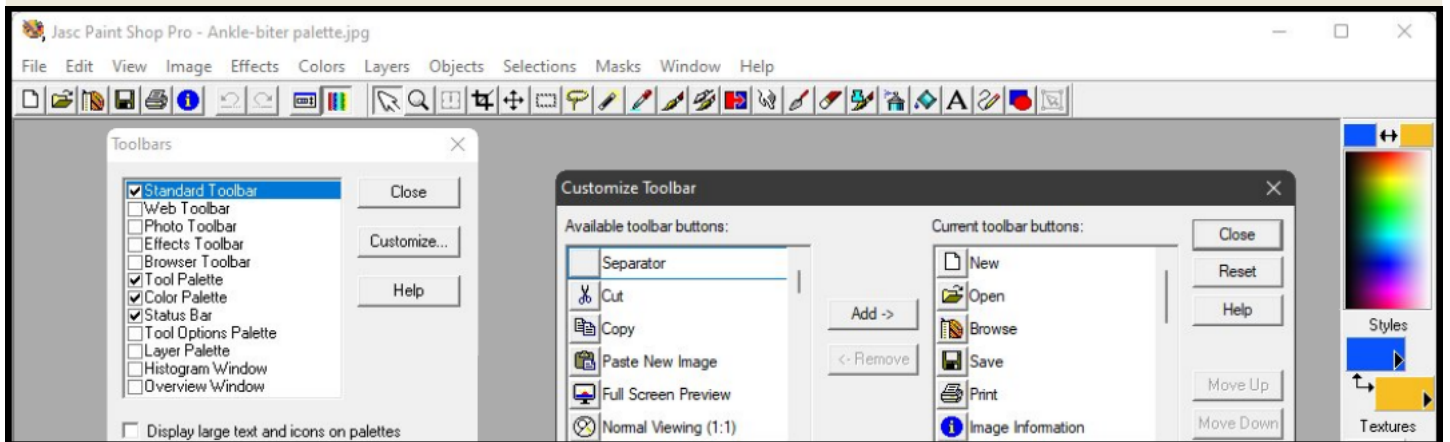 Jasc Paint Shop Pro - Ankle-biter palette.jpg
File Edit View Image Effects Colors Layers Objects Selections Masks Window Help
Toolbars
Standard Toolbar
Web Toolbar
Photo Toolbar
Effects Toolbar
Browser Toolbar
Tool Palette
Color Palette
Status Bar
Tool Options Palette
Layer Palette
Histogram Window
Overview Window
Close
Customize...
Help
Display large text and icons on palettes
Customize Toolbar
Available toolbar buttons:
Separator
Cut
Copy
Paste New Image
Full Screen Preview
Normal Viewing (1:1)
Add ->
<- Remove
Current toolbar buttons:
New
Open
Browse
Save
Print
Image Information
Close
Reset
Help
Move Up
Move Down
Styles
Textures